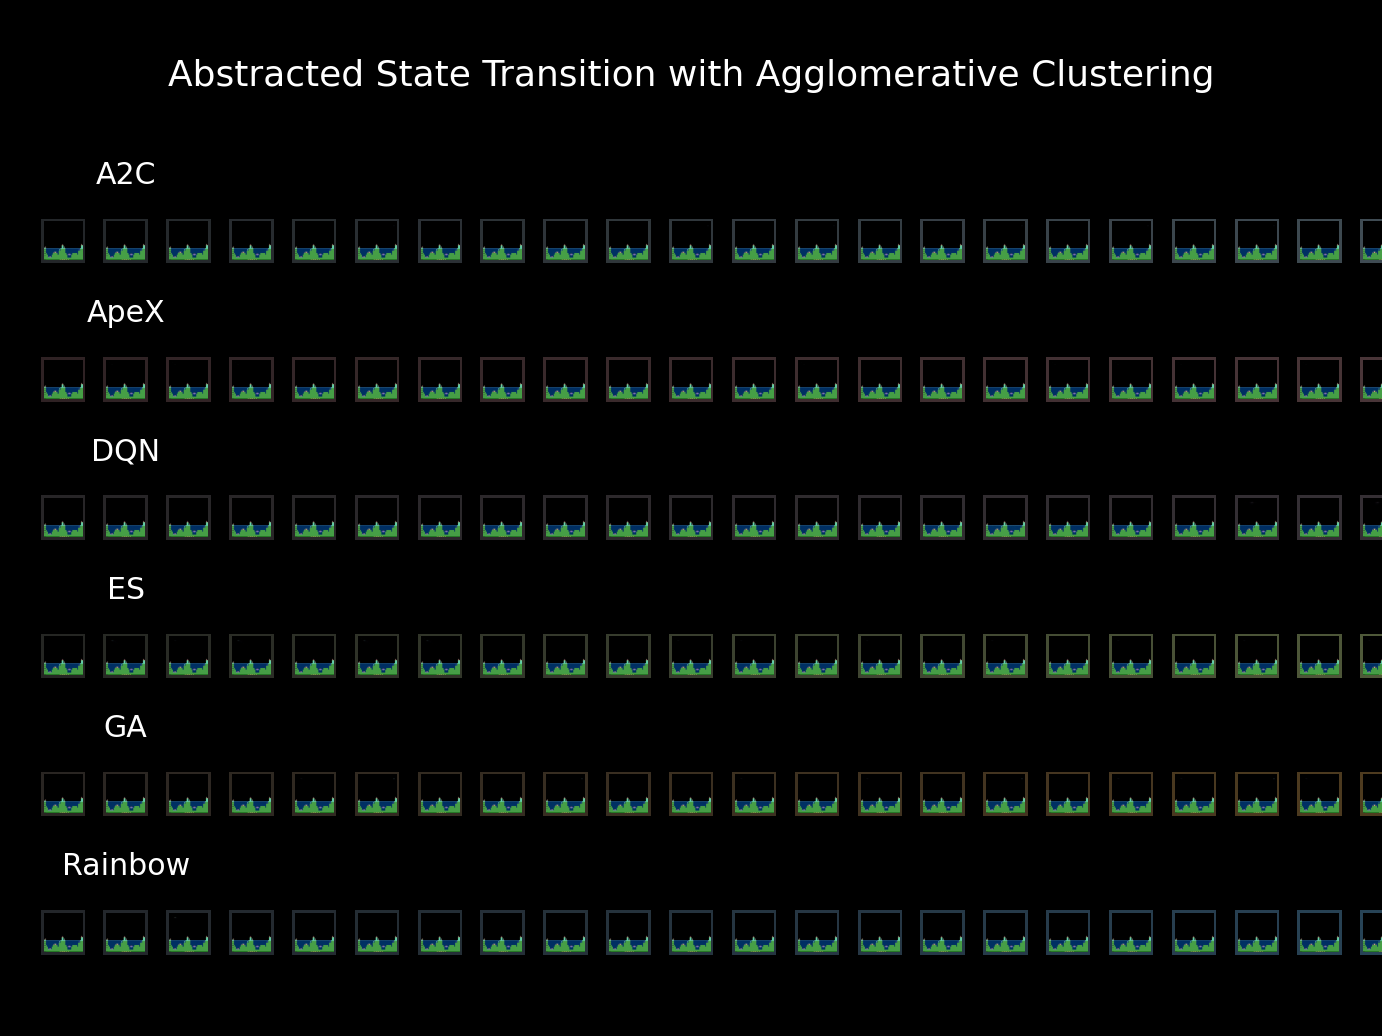 Abstracted State Transition with Agglomerative Clustering
A2C
ApeX
DQN
ES
GA
Rainbow